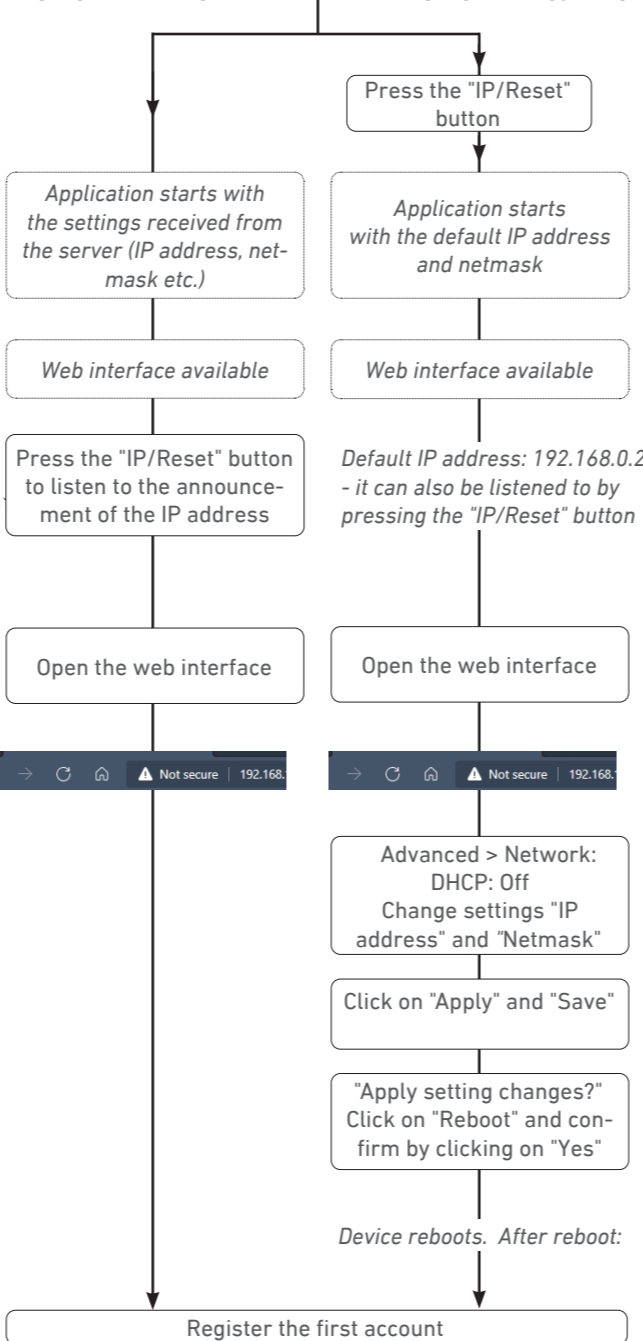 Press the "IP/Reset"
button
Application starts with
the settings received from
the server (IP address, net-
mask etc.)
Application starts
with the default IP address
and netmask
Web interface available
Web interface available
Press the "IP/Reset" button
to listen to the announce-
ment of the IP address
Default IP address: 192.168.0.2
- it can also be listened to by
pressing the "IP/Reset" button
Open the web interface
Open the web interface
Not secure 192.168.
Not secure 192.168.
Advanced > Network:
DHCP: Off
Change settings "IP
address" and "Netmask"
Click on "Apply" and "Save"
"Apply setting changes?"
Click on "Reboot" and con-
firm by clicking on "Yes"
Device reboots. After reboot:
Register the first account